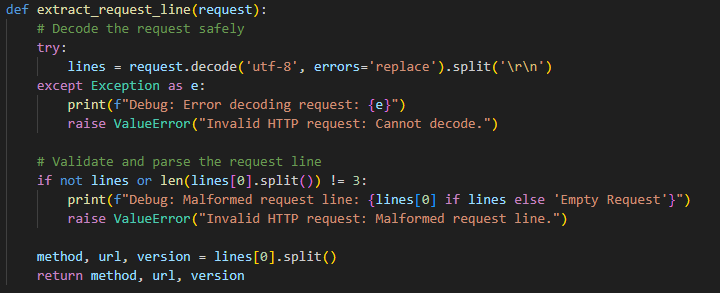 def extract_request_line(request):
    # Decode the request safely
    try:
        lines = request.decode('utf-8', errors='replace').split('\r\n')
    except Exception as e:
        print(f"Debug: Error decoding request: {e}")
        raise ValueError("Invalid HTTP request: Cannot decode.")

    # Validate and parse the request line
    if not lines or len(lines[0].split()) != 3:
        print(f"Debug: Malformed request line: {lines[0] if lines else 'Empty Request'}")
        raise ValueError("Invalid HTTP request: Malformed request line.")

    method, url, version = lines[0].split()
    return method, url, version